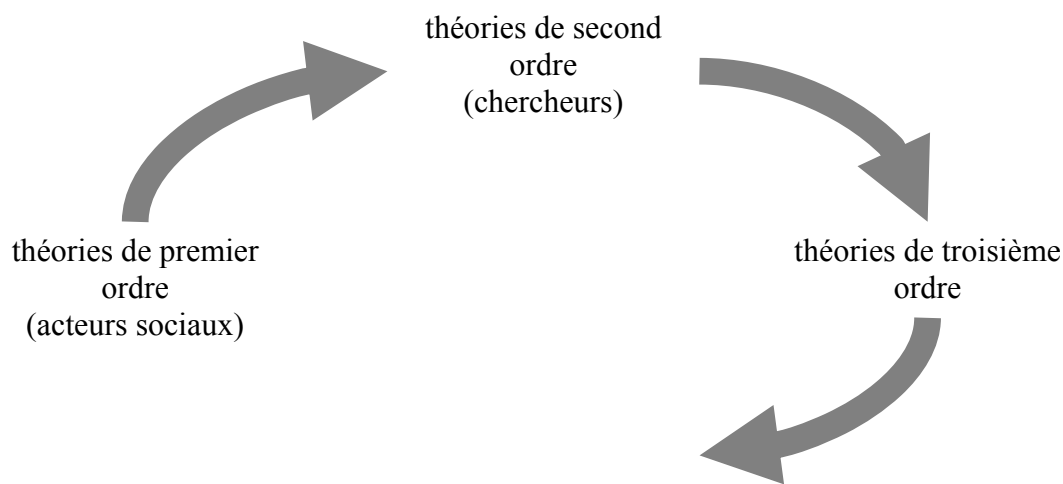 théories de second
ordre
(chercheurs)
théories de premier
ordre
(acteurs sociaux)
théories de troisième
ordre